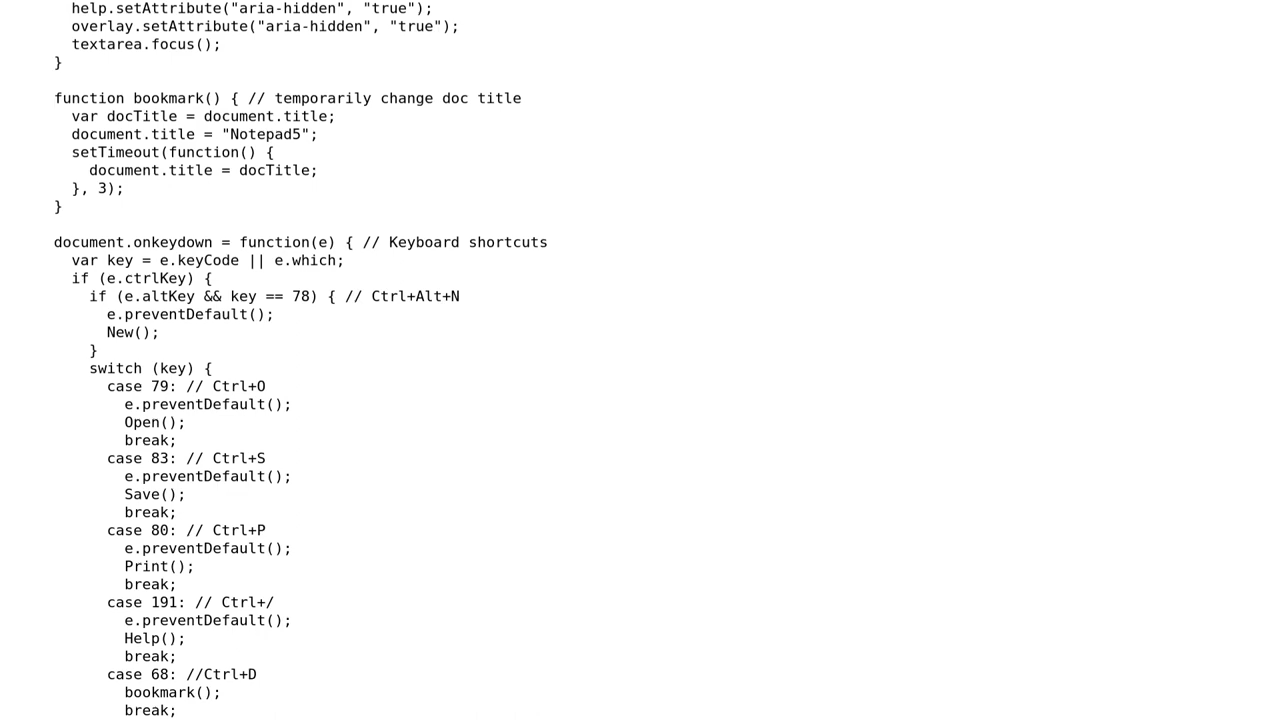 help.setAttribute("aria-hidden", "true");
overlay.setAttribute("aria-hidden", "true");
textarea.focus();
}
function bookmark() { // temporarily change doc title
var docTitle = document.title;
document.title = "Notepad5";
setTimeout(function() {
document.title = docTitle;
}, 3);
}
document.onkeydown = function(e) { // Keyboard shortcuts
var key = e.keyCode || e.which;
if (e.ctrlKey) {
if (e.altKey && key == 78) { // Ctrl+Alt+N
e.preventDefault();
New();
}
switch (key) {
case 79: // Ctrl+O
e.preventDefault();
Open();
break;
case 83: // Ctrl+S
e.preventDefault();
Save();
break;
case 80: // Ctrl+P
e.preventDefault();
Print();
break;
case 191: // Ctrl+/
e.preventDefault();
Help();
break;
case 68: //Ctrl+D
bookmark();
break;